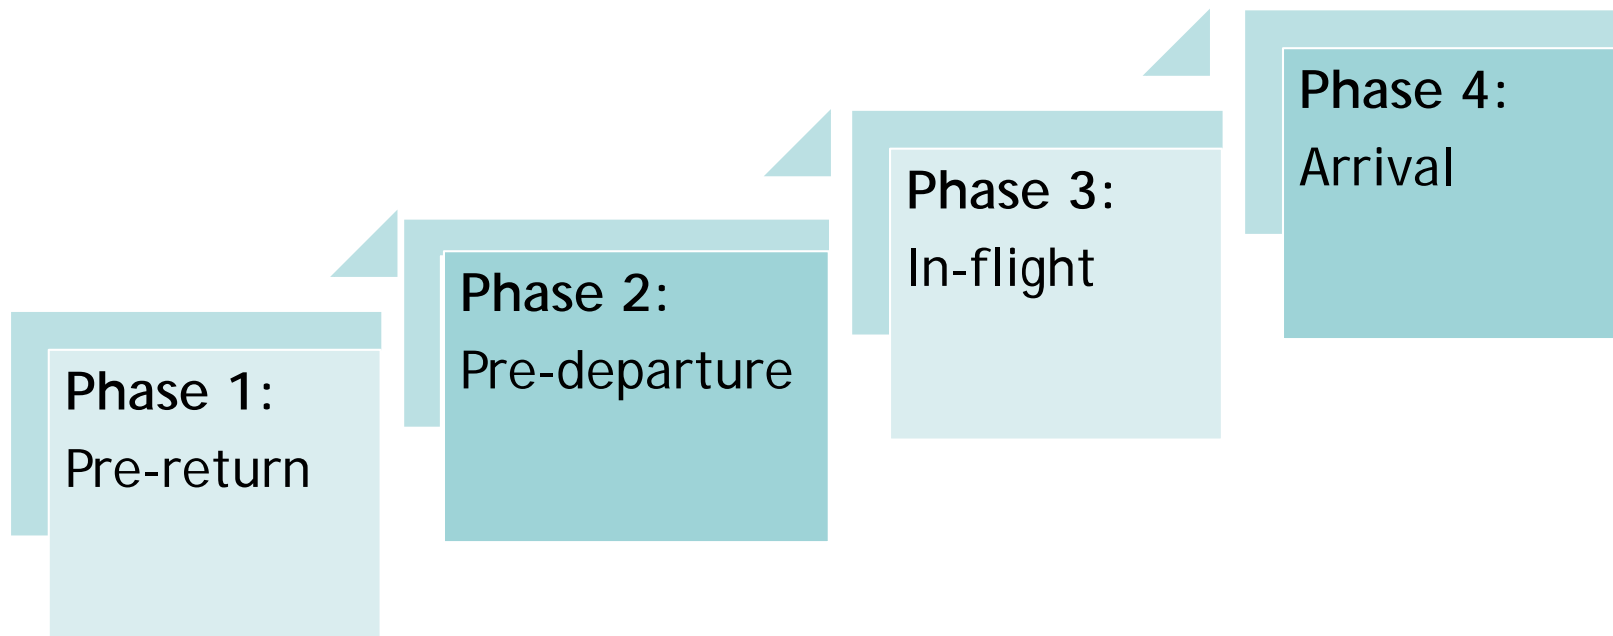 Phase 1:
Pre-return
Phase 2:
Pre-departure
Phase 3:
In-flight
Phase 4:
Arrival